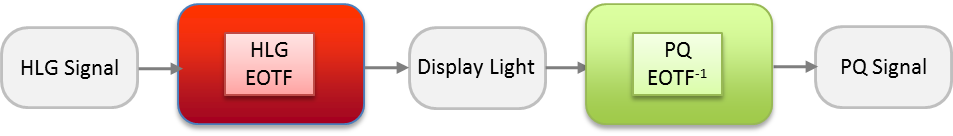 HLG Signal
HLG
EOTF
Display Light
PQ
EOTF⁻¹
PQ Signal